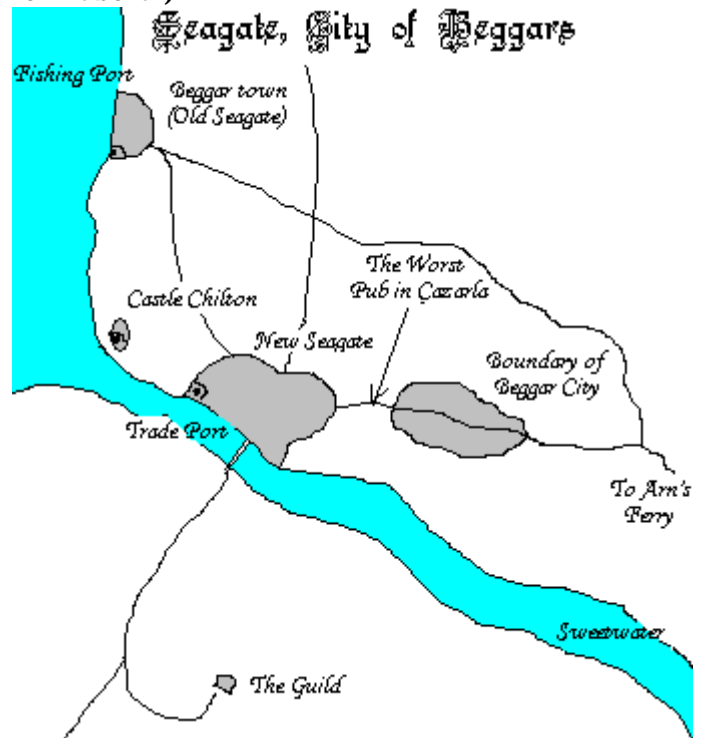 Seagate, City of Beggars
Fishing Port
Beggar town
(Old Seagate)
The Worst
Pub in Cazarla
Castle Chilton
New Seagate
Boundary of
Beggar City
Trade Port
To Arn's
Ferry
Sweetwater
The Guild